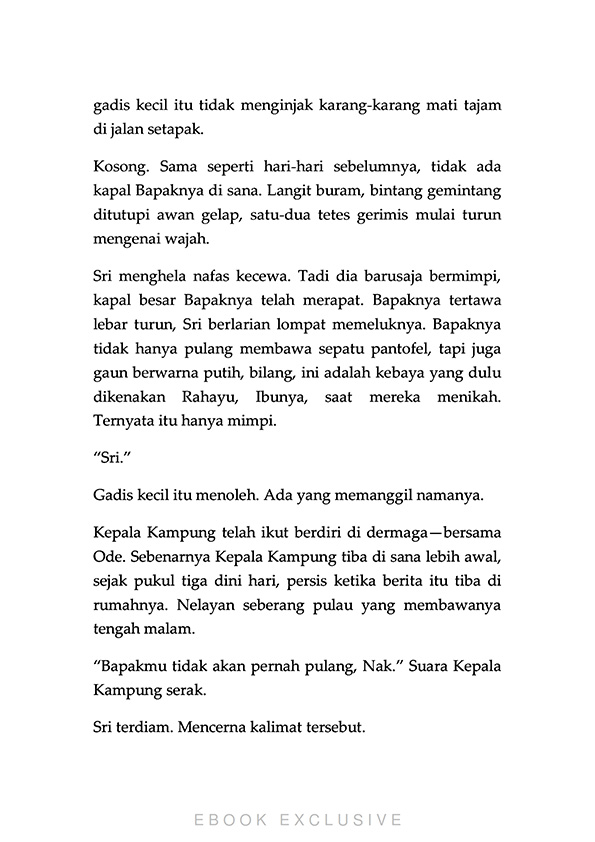 gadis kecil itu tidak menginjak karang-karang mati tajam
di jalan setapak.
Kosong. Sama seperti hari-hari sebelumnya, tidak ada
kapal Bapaknya di sana. Langit buram, bintang gemintang
ditutupi awan gelap, satu-dua tetes gerimis mulai turun
mengenai wajah.
Sri menghela nafas kecewa. Tadi dia barusaja bermimpi,
kapal besar Bapaknya telah merapat. Bapaknya tertawa
lebar turun, Sri berlarian lompat memeluknya. Bapaknya
tidak hanya pulang membawa sepatu pantofel, tapi juga
gaun berwarna putih, bilang, ini adalah kebaya yang dulu
dikenakan Rahayu, Ibunya, saat mereka menikah.
Ternyata itu hanya mimpi.
“Sri.”
Gadis kecil itu menoleh. Ada yang memanggil namanya.
Kepala Kampung telah ikut berdiri di dermaga—bersama
Ode. Sebenarnya Kepala Kampung tiba di sana lebih awal,
sejak pukul tiga dini hari, persis ketika berita itu tiba di
rumahnya. Nelayan seberang pulau yang membawanya
tengah malam.
“Bapakmu tidak akan pernah pulang, Nak.” Suara Kepala
Kampung serak.
Sri terdiam. Mencerna kalimat tersebut.
EBOOK EXCLUSIVE